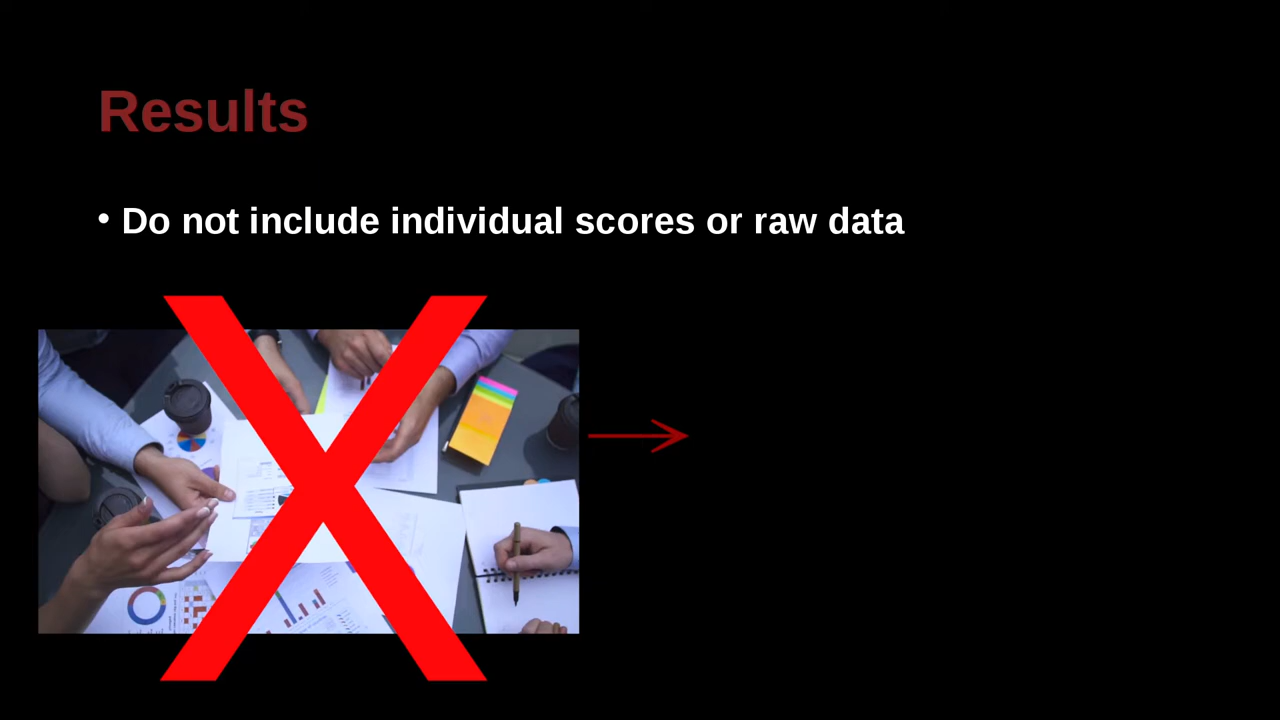 Results
• Do not include individual scores or raw data